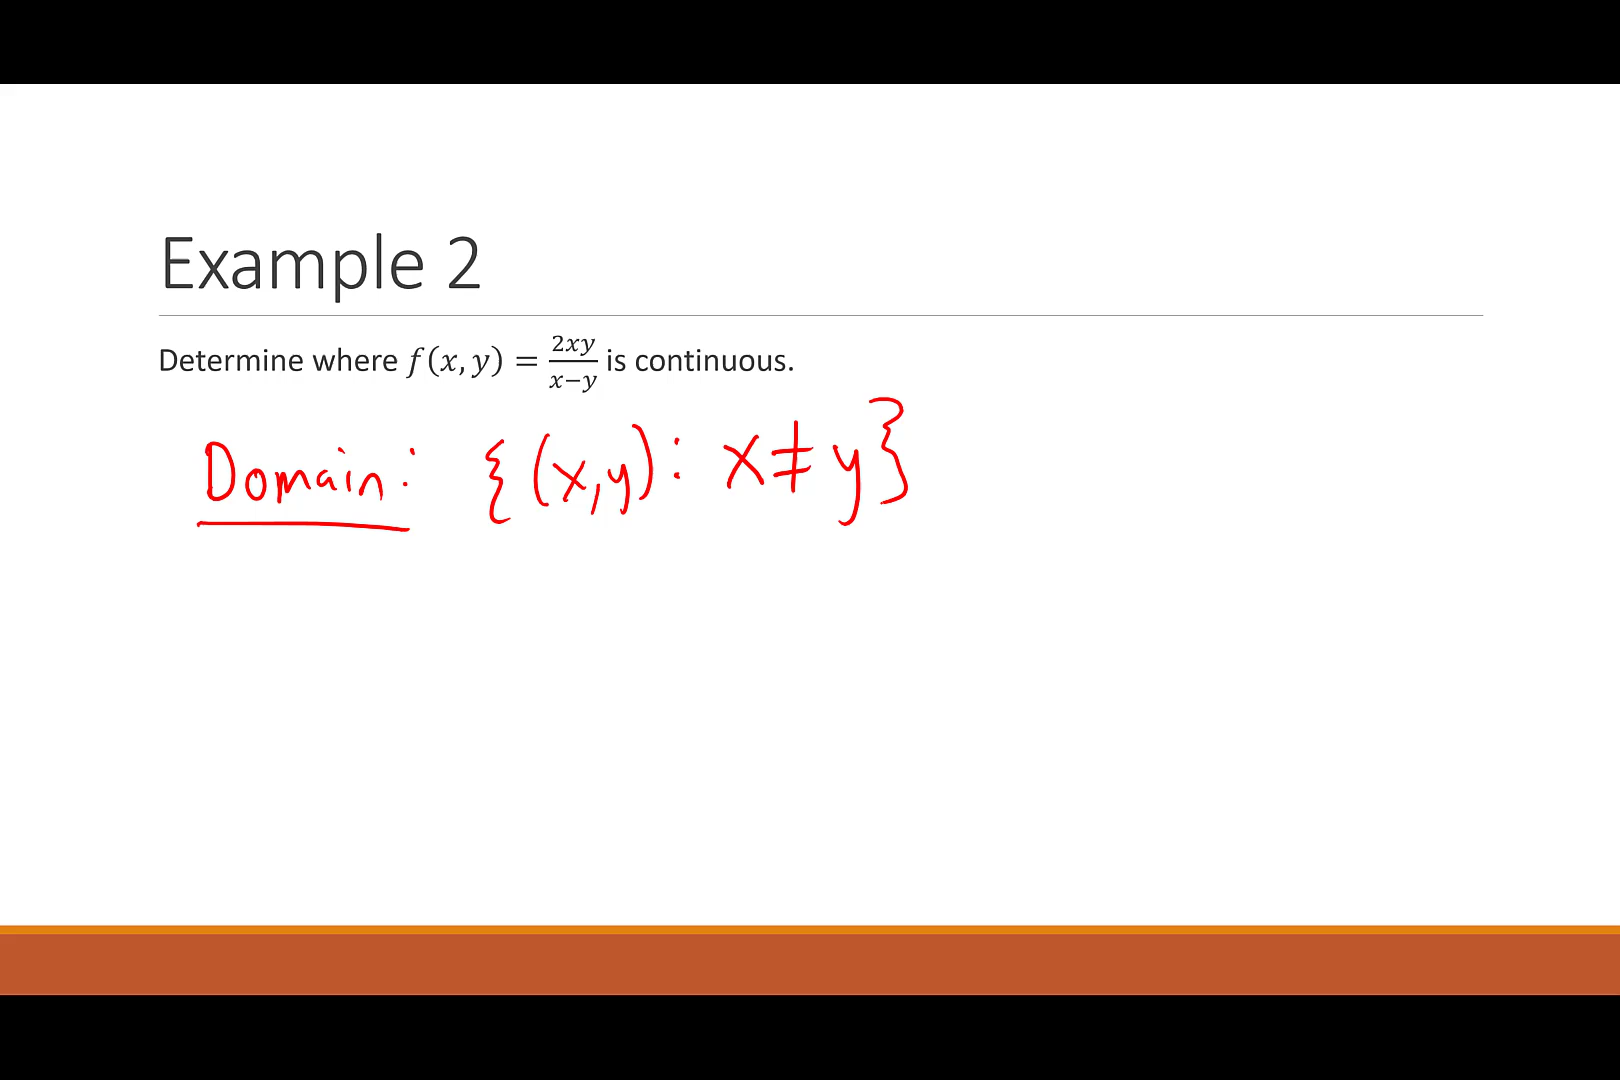 Example 2
Determine where f(x, y) = 2xy/x−y is continuous.
Domain: {(x,y): x≠y}